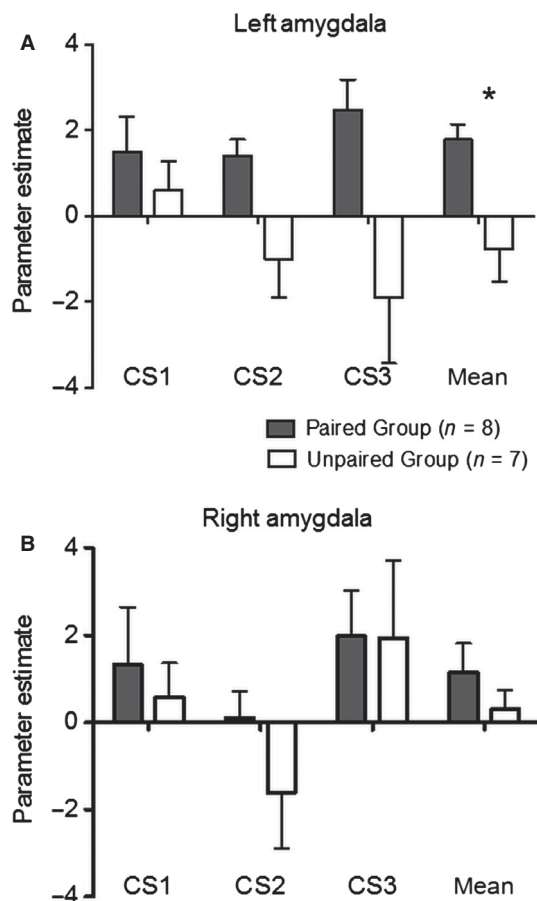 A
Left amygdala
Parameter estimate
4
2
0
−2
−4
*
CS1 CS2 CS3 Mean
Paired Group (n = 8)
Unpaired Group (n = 7)
B
Right amygdala
Parameter estimate
4
2
0
−2
−4
CS1 CS2 CS3 Mean